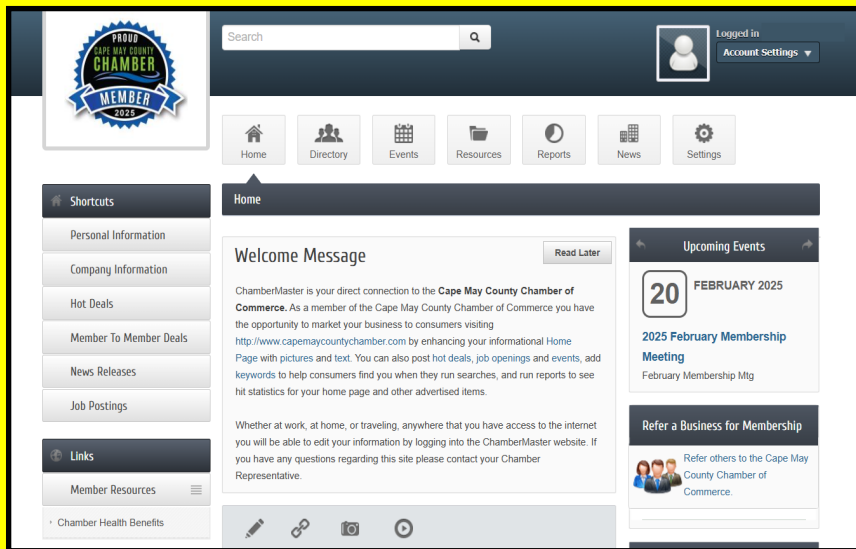 PROUD
CAPE MAY COUNTY
CHAMBER
MEMBER
2025
Search
Logged in
Account Settings
Home
Directory
Events
Resources
Reports
News
Settings
Shortcuts
Personal Information
Company Information
Hot Deals
Member To Member Deals
News Releases
Job Postings
Links
Member Resources
Chamber Health Benefits
Home
Welcome Message
Read Later
ChamberMaster is your direct connection to the Cape May County Chamber of
Commerce. As a member of the Cape May County Chamber of Commerce you have
the opportunity to market your business to consumers visiting
http://www.capemaycountychamber.com by enhancing your informational Home
Page with pictures and text. You can also post hot deals, job openings and events, add
keywords to help consumers find you when they run searches, and run reports to see
hit statistics for your home page and other advertised items.
Whether at work, at home, or traveling, anywhere that you have access to the internet
you will be able to edit your information by logging into the ChamberMaster website. If
you have any questions regarding this site please contact your Chamber
Representative.
Upcoming Events
20
FEBRUARY 2025
2025 February Membership
Meeting
February Membership Mtg
Refer a Business for Membership
Refer others to the Cape May
County Chamber of
Commerce.